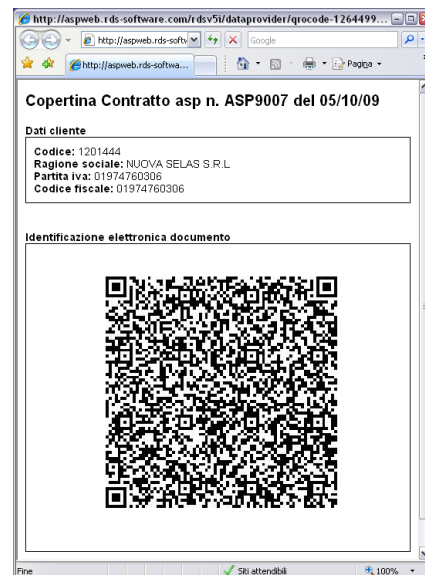 http://aspweb.rds-software.com/rdsv5i/dataprovider/qrocode-1264499...
http://aspweb.rds-softw
Google
http://aspweb.rds-softwa...
Pagina
Copertina Contratto asp n. ASP9007 del 05/10/09
Dati cliente
Codice: 1201444
Ragione sociale: NUOVA SELAS S.R.L
Partita iva: 01974760306
Codice fiscale: 01974760306
Identificazione elettronica documento
Fine
Siti attendibili
100%